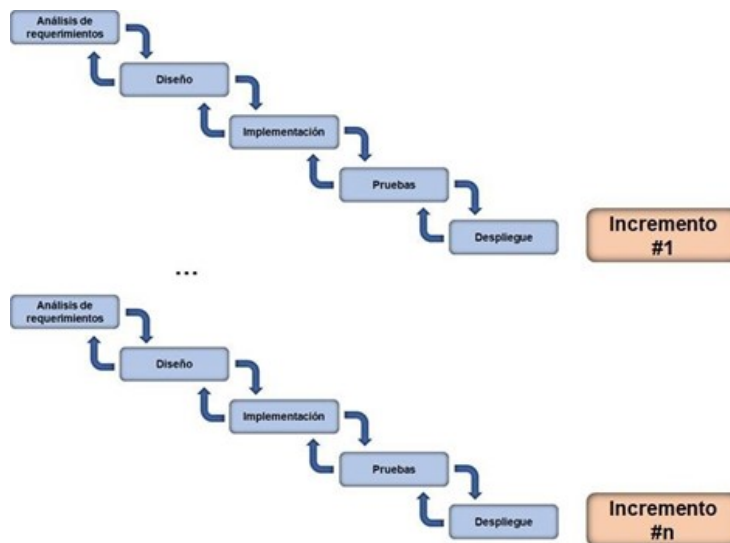 Análisis de
requerimientos
Diseño
Implementación
Pruebas
Despliegue
Incremento
#1
...
Análisis de
requerimientos
Diseño
Implementación
Pruebas
Despliegue
Incremento
#n